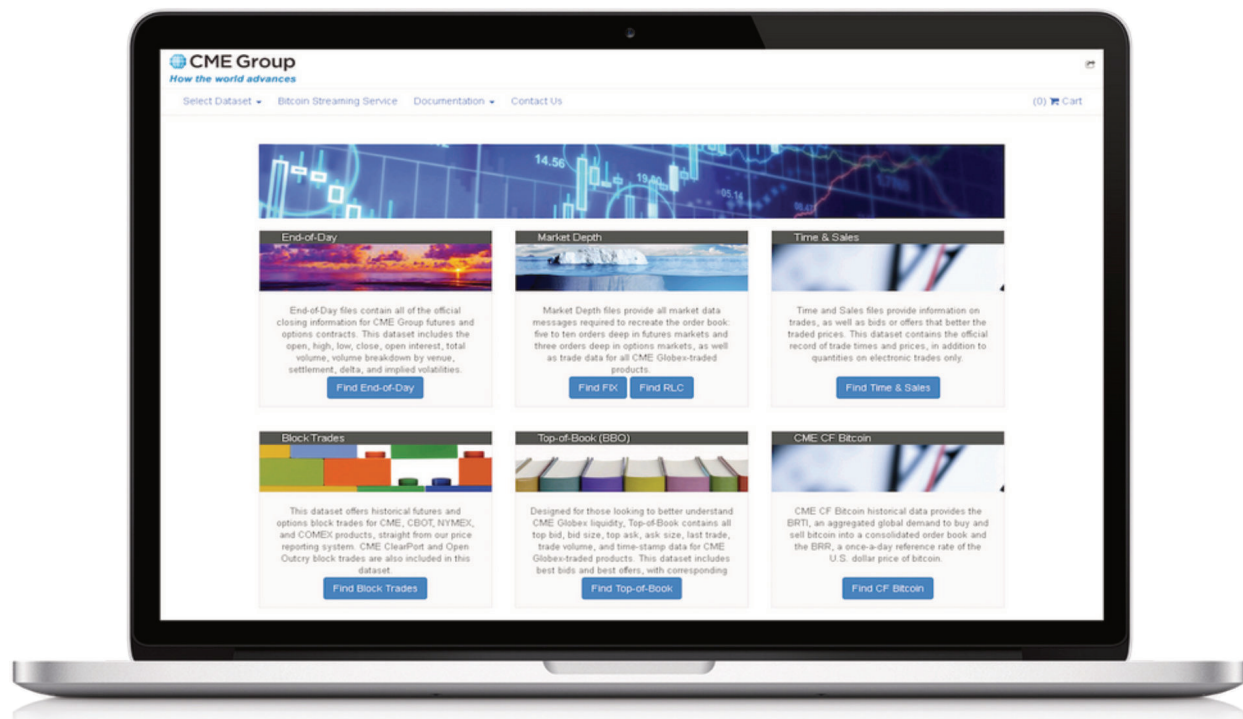 CME Group
How the world advances
Select Dataset Bitcoin Streaming Service Documentation Contact Us (0) Cart
14.56
19.80
05.14
End-of-Day
End-of-Day files contain all of the official
closing information for CME Group futures and
options contracts. This dataset includes the
open, high, low, close, open interest, total
volume, volume breakdown by venue,
settlement, delta, and implied volatilities.
Find End-of-Day
Market Depth
Market Depth files provide all market data
messages required to recreate the order book:
five to ten orders deep in futures markets and
three orders deep in options markets, as well
as trade data for all CME Globex-traded
products.
Find FIX Find RLC
Time & Sales
Time and Sales files provide information on
trades, as well as bids or offers that better the
traded prices. This dataset contains the official
record of trade times and prices, in addition to
quantities on electronic trades only.
Find Time & Sales
Block Trades
This dataset offers historical futures and
options block trades for CME, CBOT, NYMEX,
and COMEX products, straight from our price
reporting system. CME ClearPort and Open
Outcry block trades are also included in this
dataset.
Find Block Trades
Top-of-Book (BBO)
Designed for those looking to better understand
CME Globex liquidity, Top-of-Book contains all
top bid, bid size, top ask, ask size, last trade,
trade volume, and time-stamp data for CME
Globex-traded products. This dataset includes
best bids and best offers, with corresponding
Find Top-of-Book
CME CF Bitcoin
CME CF Bitcoin historical data provides the
BRTI, an aggregated global demand to buy and
sell bitcoin into a consolidated order book and
the BRR, a once-a-day reference rate of the
U.S. dollar price of bitcoin.
Find CF Bitcoin